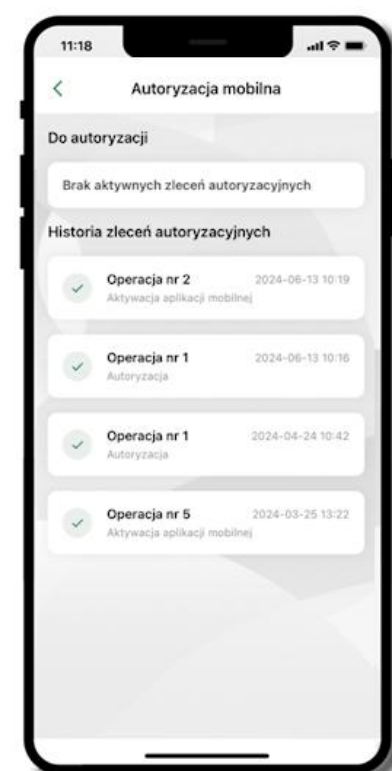 11:18
Autoryzacja mobilna
Do autoryzacji
Brak aktywnych zleceń autoryzacyjnych
Historia zleceń autoryzacyjnych
Operacja nr 2 2024-06-13 10:19
Aktywacja aplikacji mobilnej
Operacja nr 1 2024-06-13 10:16
Autoryzacja
Operacja nr 1 2024-04-24 10:42
Autoryzacja
Operacja nr 5 2024-03-25 13:22
Aktywacja aplikacji mobilnej